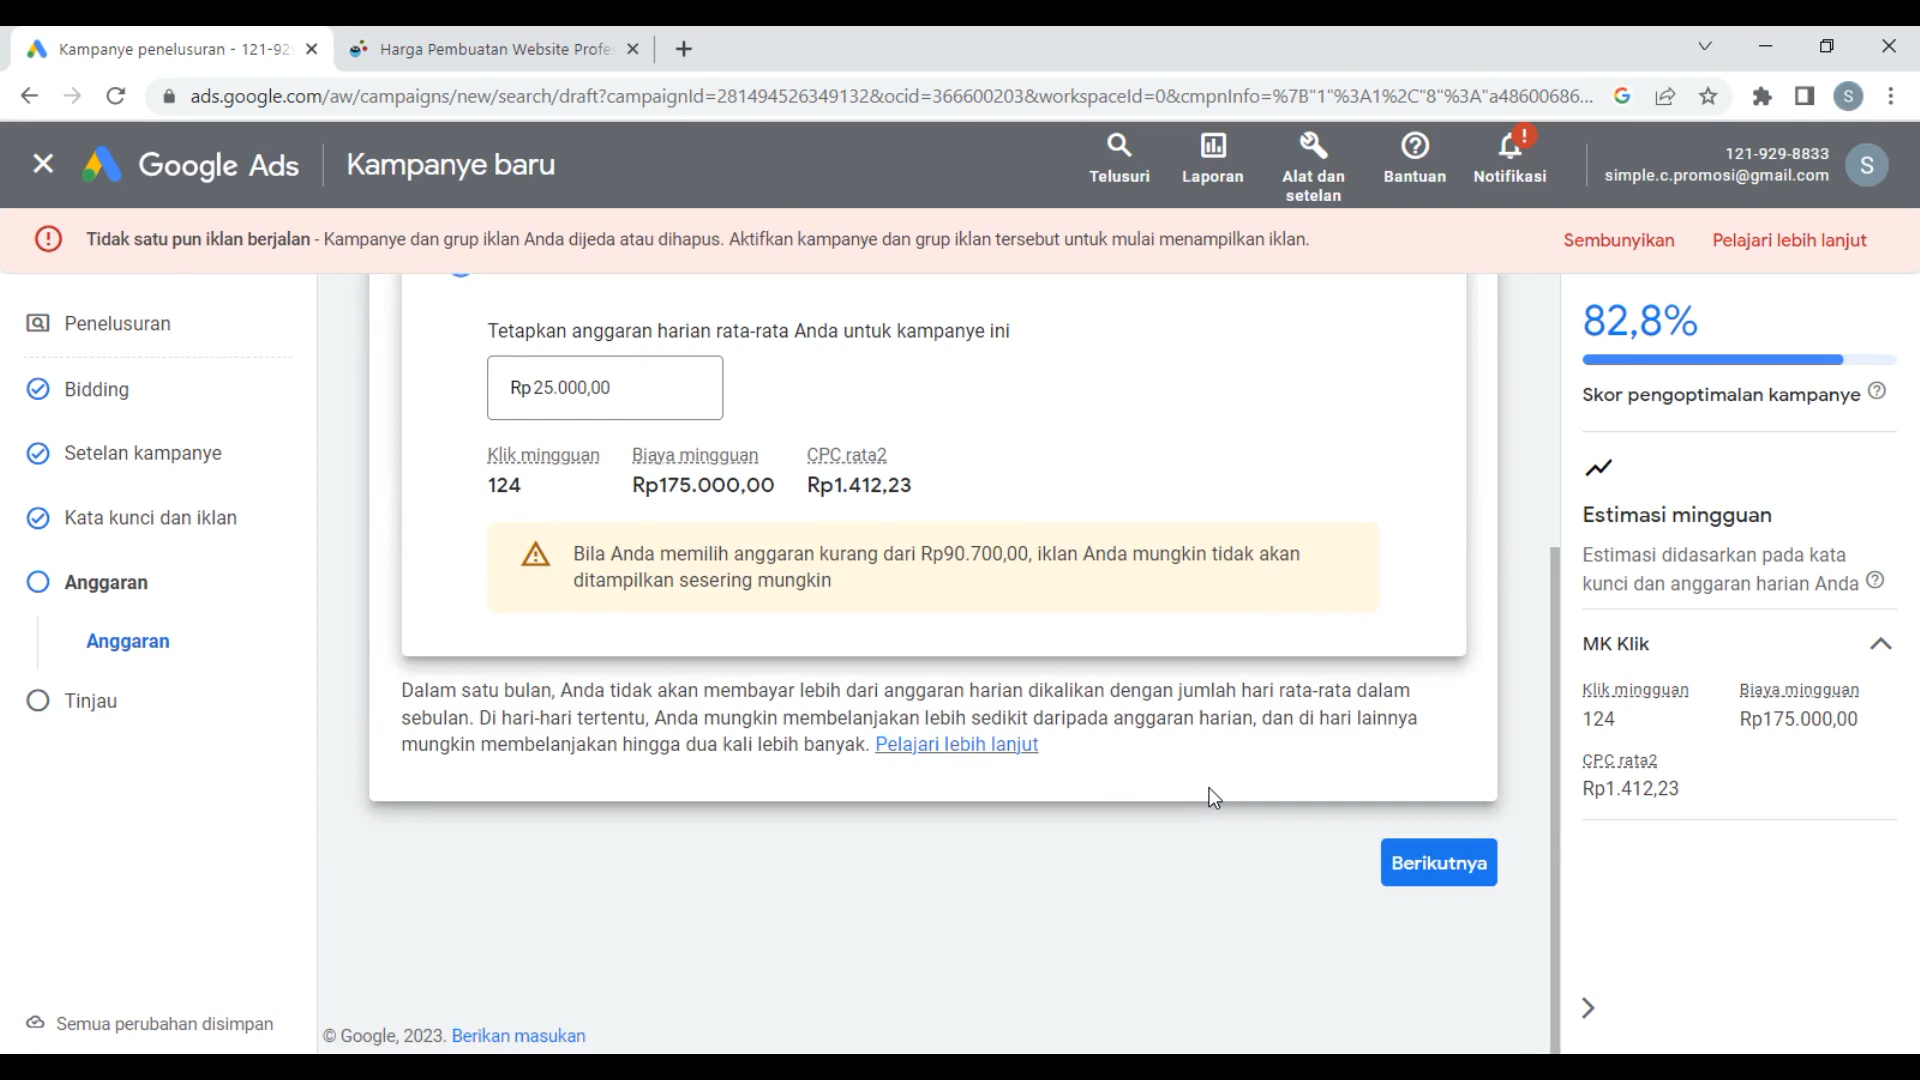 Kampanye penelusuran - 121-92
Harga Pembuatan Website Profe
ads.google.com/aw/campaigns/new/search/draft?campaignId=281494526349132&ocid=366600203&workspaceId=0&cmpnInfo=%7B"1"%3A1%2C"8"%3A"a48600686...
S
Google Ads
Kampanye baru
Telusuri
Laporan
Alat dan
setelan
Bantuan
Notifikasi
121-929-8833
simple.c.promosi@gmail.com
S
Tidak satu pun iklan berjalan - Kampanye dan grup iklan Anda dijeda atau dihapus. Aktifkan kampanye dan grup iklan tersebut untuk mulai menampilkan iklan.
Sembunyikan
Pelajari lebih lanjut
Penelusuran
Bidding
Setelan kampanye
Kata kunci dan iklan
Anggaran
Anggaran
Tinjau
Semua perubahan disimpan
Tetapkan anggaran harian rata-rata Anda untuk kampanye ini
Rp25.000,00
Klik mingguan
Biaya mingguan
CPC rata2
124
Rp175.000,00
Rp1.412,23
Bila Anda memilih anggaran kurang dari Rp90.700,00, iklan Anda mungkin tidak akan
ditampilkan sesering mungkin
Dalam satu bulan, Anda tidak akan membayar lebih dari anggaran harian dikalikan dengan jumlah hari rata-rata dalam
sebulan. Di hari-hari tertentu, Anda mungkin membelanjakan lebih sedikit daripada anggaran harian, dan di hari lainnya
mungkin membelanjakan hingga dua kali lebih banyak. Pelajari lebih lanjut
Berikutnya
© Google, 2023. Berikan masukan
82,8%
Skor pengoptimalan kampanye
Estimasi mingguan
Estimasi didasarkan pada kata
kunci dan anggaran harian Anda
MK Klik
Klik mingguan
Biaya mingguan
124
Rp175.000,00
CPC rata2
Rp1.412,23